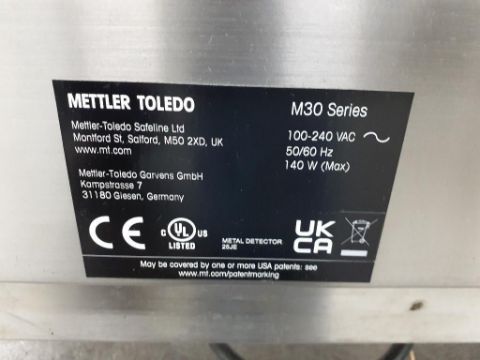 METTLER TOLEDO
M30 Series
Mettler-Toledo Safeline Ltd
Montford St, Salford, M50 2XD, UK
www.mt.com
100-240 VAC
50/60 Hz
140 W (Max)
Mettler-Toledo Garvens GmbH
Kampstrasse 7
31180 Giesen, Germany
CE
C UL US
LISTED
METAL DETECTOR
26JE
UK
CA
May be covered by one or more USA patents: see
www.mt.com/patentmarking